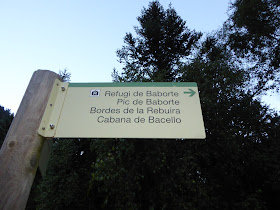 Refugi de Baborte
Pic de Baborte
Bordes de la Rebuira
Cabana de Bacello